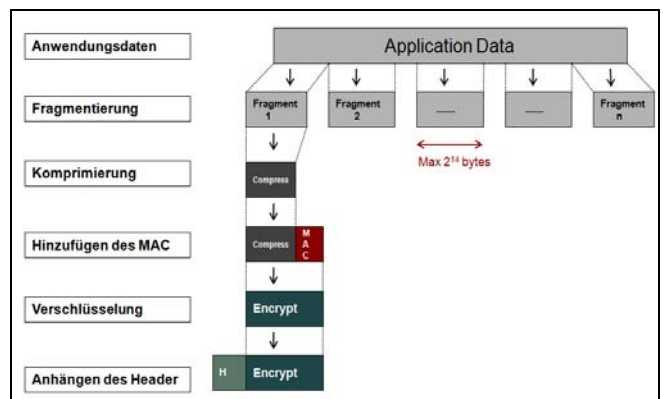 Anwendungsdaten
Application Data
Fragmentierung
Fragment
1
Fragment
2
......
......
Fragment
n
Max 2¹⁴ bytes
Komprimierung
Compress
Hinzufügen des MAC
Compress
M
A
C
Verschlüsselung
Encrypt
Anhängen des Header
H
Encrypt